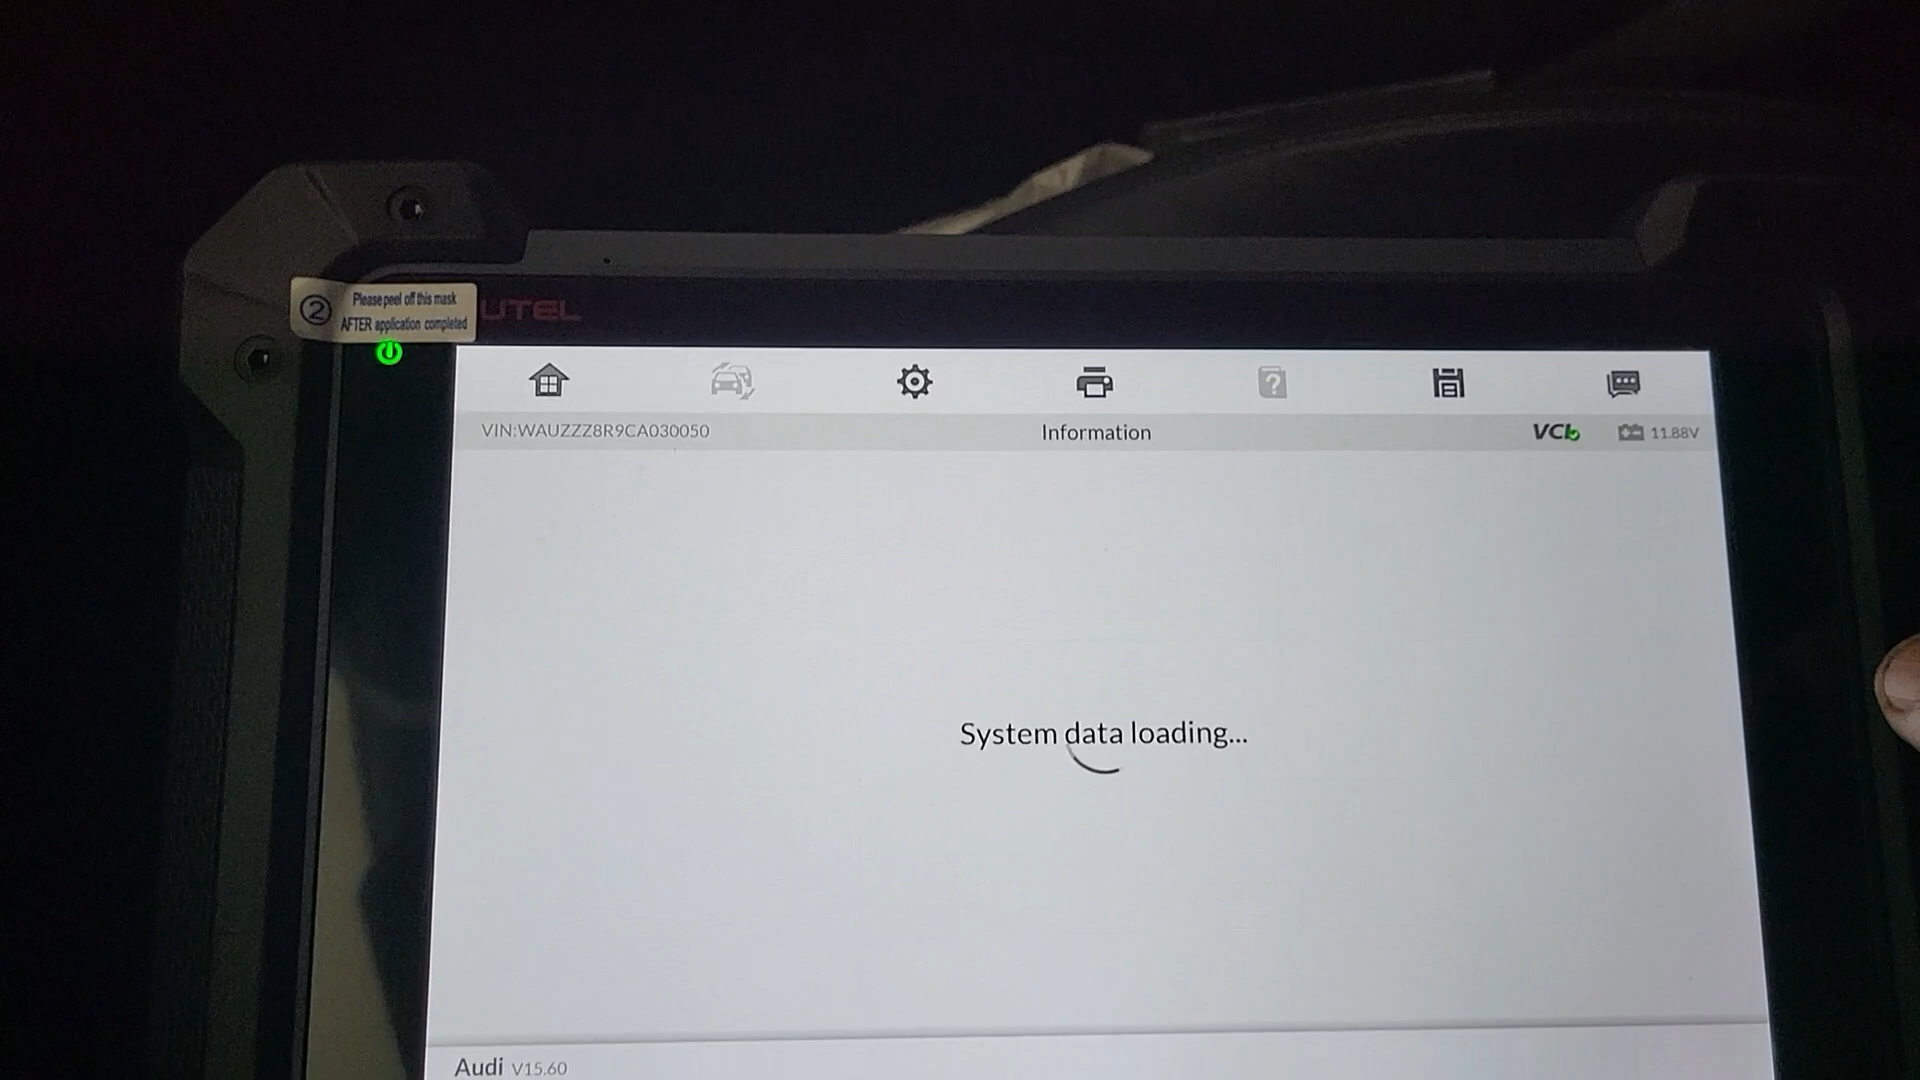 2 Please peel off this mask
AFTER application completed
UTEL
VIN:WAUZZZ8R9CA030050
Information
VCI
11.88V
System data loading...
Audi V15.60